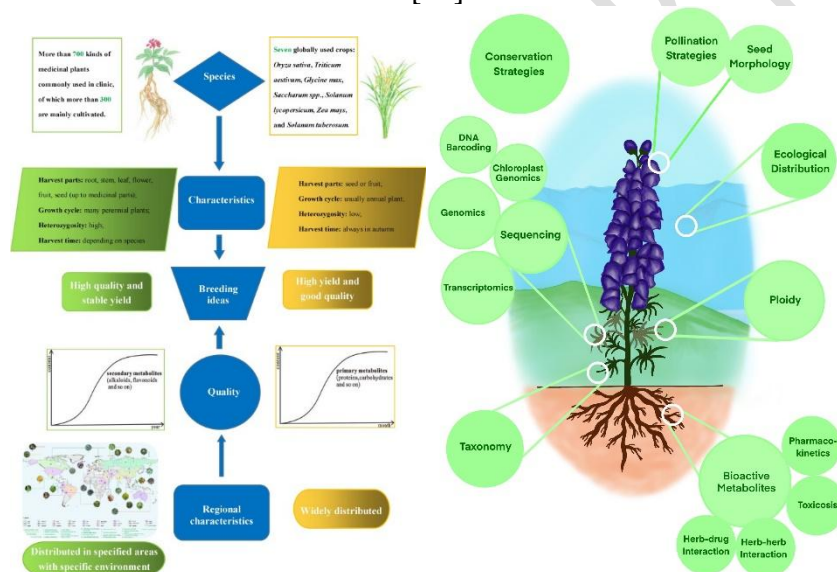 [
More than 700 kinds of
medicinal plants
commonly used in clinic,
of which more than 300
are mainly cultivated.
Species
Seven globally used crops:
Oryza sativa, Triticum
aestivum, Glycine max,
Saccharum spp., Solanum
lycopersicum, Zea mays,
and Solanum tuberosum.
Harvest parts: root, stem, leaf, flower,
fruit, seed (up to medicinal parts);
Growth cycle: many perennial plants,
Heterozygosity: high,
Harvest time: depending on species
Characteristics
Harvest parts: seed or fruit;
Growth cycle: usually annual plant,
Heterozygosity: low,
Harvest time: always in autumn
High quality and
stable yield
Breeding
ideas
High yield and
good quality
content
secondary metabolites
(alkaloids, flavonoids
and so on)
year
Quality
content
primary metabolites
(proteins,carbohydrates
and so on)
month
Regional
characteristics
Widely distributed
Distributed in specified areas
with specific environment
Conservation
Strategies
Pollination
Strategies
Seed
Morphology
DNA
Barcoding
Chloroplast
Genomics
Ecological
Distribution
Genomics
Sequencing
Transcriptomics
Ploidy
Taxonomy
Bioactive
Metabolites
Pharmaco-
kinetics
Toxicosis
Herb-drug
Interaction
Herb-herb
Interaction